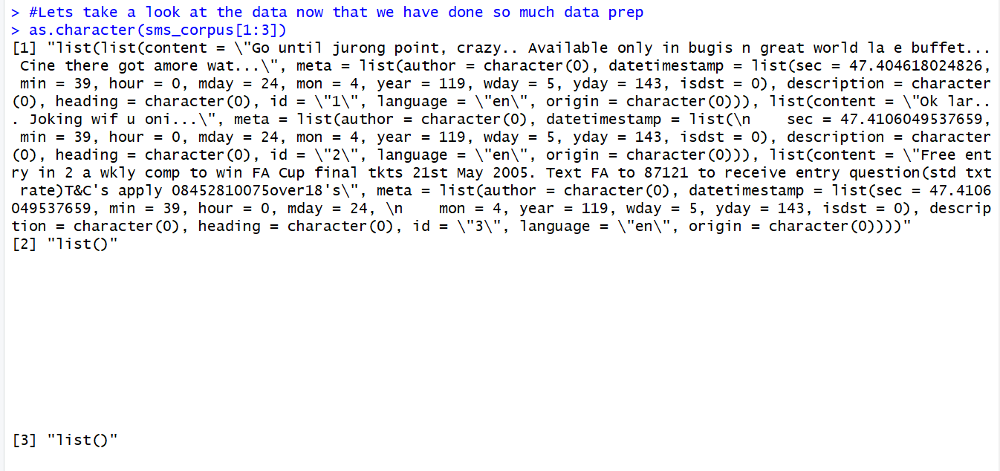 > #Lets take a look at the data now that we have done so much data prep
> as.character(sms_corpus[1:3])
[1] "list(list(content = \"Go until jurong point, crazy.. Available only in bugis n great world la e buffet...
 Cine there got amore wat...\", meta = list(author = character(0), datetimestamp = list(sec = 47.404618024826,
 min = 39, hour = 0, mday = 24, mon = 4, year = 119, wday = 5, yday = 143, isdst = 0), description = character
(0), heading = character(0), id = \"1\", language = \"en\", origin = character(0))), list(content = \"Ok lar..
. Joking wif u oni...\", meta = list(author = character(0), datetimestamp = list(\n    sec = 47.4106049537659,
 min = 39, hour = 0, mday = 24, mon = 4, year = 119, wday = 5, yday = 143, isdst = 0), description = character
(0), heading = character(0), id = \"2\", language = \"en\", origin = character(0))), list(content = \"Free ent
ry in 2 a wkly comp to win FA Cup final tkts 21st May 2005. Text FA to 87121 to receive entry question(std txt
 rate)T&C's apply 08452810075over18's\", meta = list(author = character(0), datetimestamp = list(sec = 47.4106
049537659, min = 39, hour = 0, mday = 24, \n    mon = 4, year = 119, wday = 5, yday = 143, isdst = 0), descrip
tion = character(0), heading = character(0), id = \"3\", language = \"en\", origin = character(0))))"
[2] "list()"
[3] "list()"